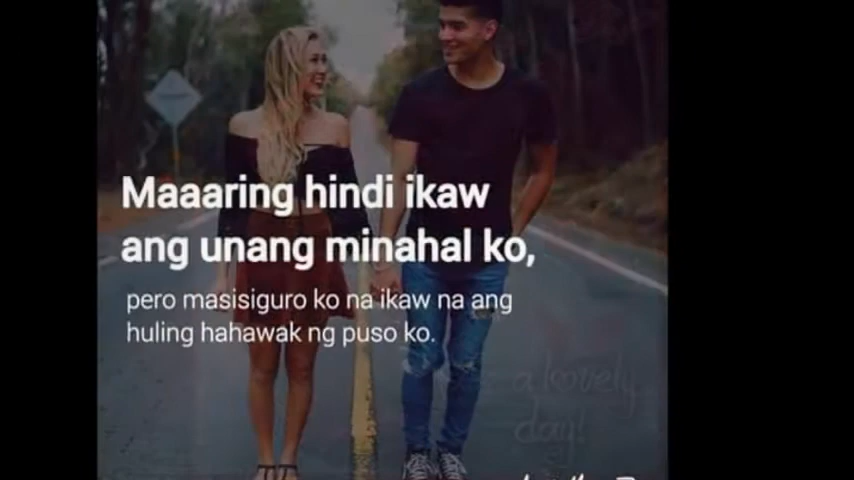 Maaaring hindi ikaw
ang unang minahal ko,
pero masisiguro ko na ikaw na ang
huling hahawak ng puso ko.
a lovely
day!